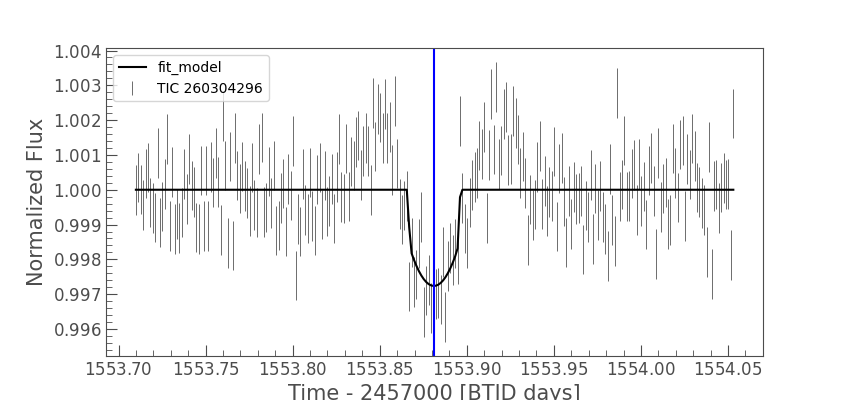 1.004
1.003
1.002
1.001
1.000
0.999
0.998
0.997
0.996
Normalized Flux
fit_model
TIC 260304296
1553.70 1553.75 1553.80 1553.85 1553.90 1553.95 1554.00 1554.05
Time - 2457000 [BTJD days]